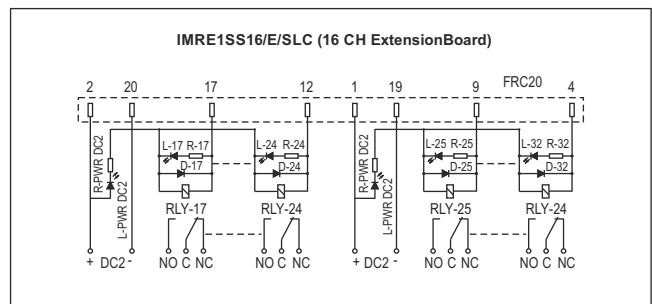 IMRE1SS16/E/SLC (16 CH ExtensionBoard)
FRC20
2 20 17 12 1 19 9 4
L-17 R-17 L-24 R-24 L-25 R-25 L-32 R-32
D-17 D-24 D-25 D-32
R-PWR DC2
L-PWR DC2
R-PWR DC2
L-PWR DC2
RLY-17 RLY-24 RLY-25 RLY-24
+ DC2 - NO C NC NO C NC + DC2 - NO C NC NO C NC